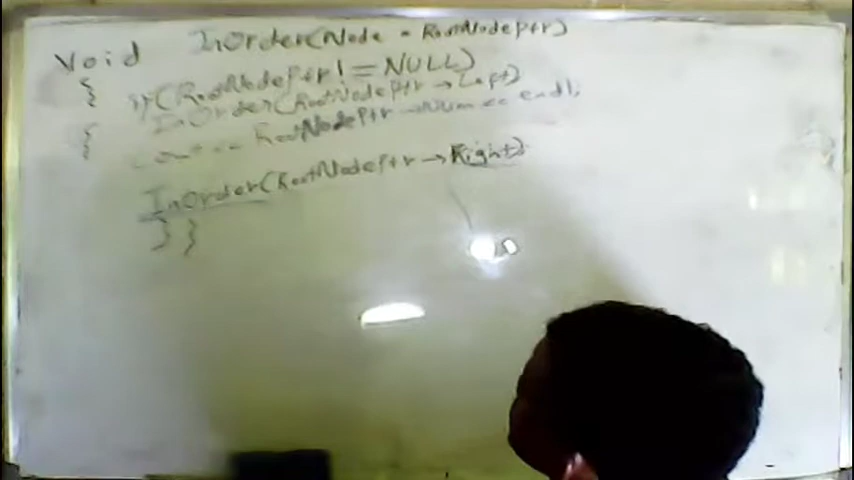 Void InOrder(Node * RootNodePtr)
{ if(RootNodePtr != NULL)
{ InOrder(RootNodePtr → Left)
cout << RootNodePtr → Num << endl;
InOrder(RootNodePtr → Right)
} }